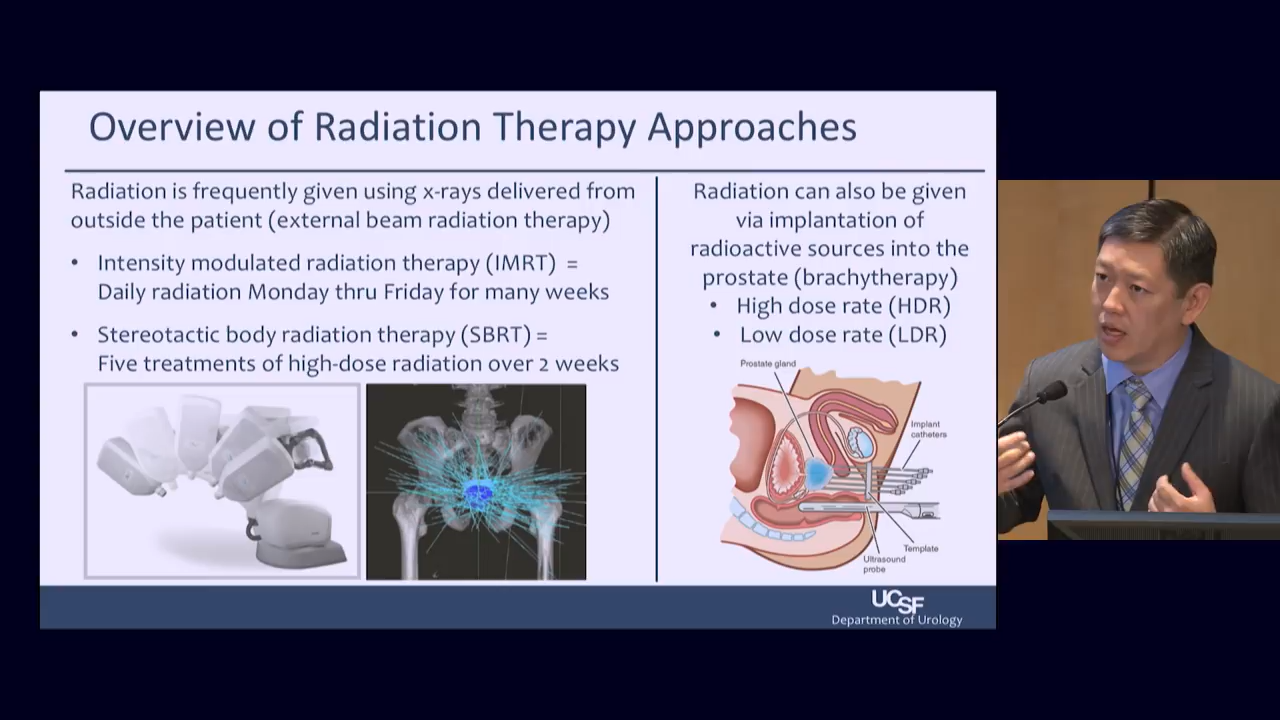 Overview of Radiation Therapy Approaches
Radiation is frequently given using x-rays delivered from
outside the patient (external beam radiation therapy)
• Intensity modulated radiation therapy (IMRT) =
Daily radiation Monday thru Friday for many weeks
• Stereotactic body radiation therapy (SBRT) =
Five treatments of high-dose radiation over 2 weeks
Radiation can also be given
via implantation of
radioactive sources into the
prostate (brachytherapy)
• High dose rate (HDR)
• Low dose rate (LDR)
Prostate gland
Implant
catheters
Template
Ultrasound
probe
UCSF
Department of Urology